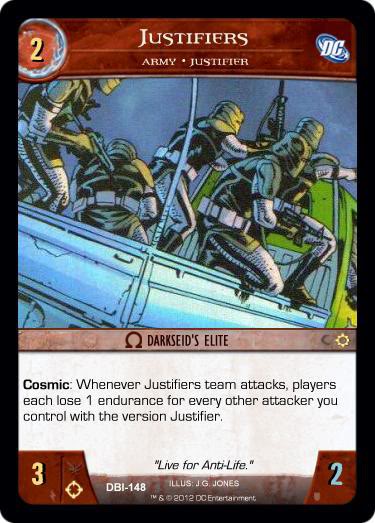 2
JUSTIFIERS
ARMY • JUSTIFIER
DC
Ω DARKSEID'S ELITE
Cosmic: Whenever Justifiers team attacks, players
each lose 1 endurance for every other attacker you
control with the version Justifier.
"Live for Anti-Life."
3
DBI-148
ILLUS: J.G. JONES
2
™ & © 2012 DC Entertainment